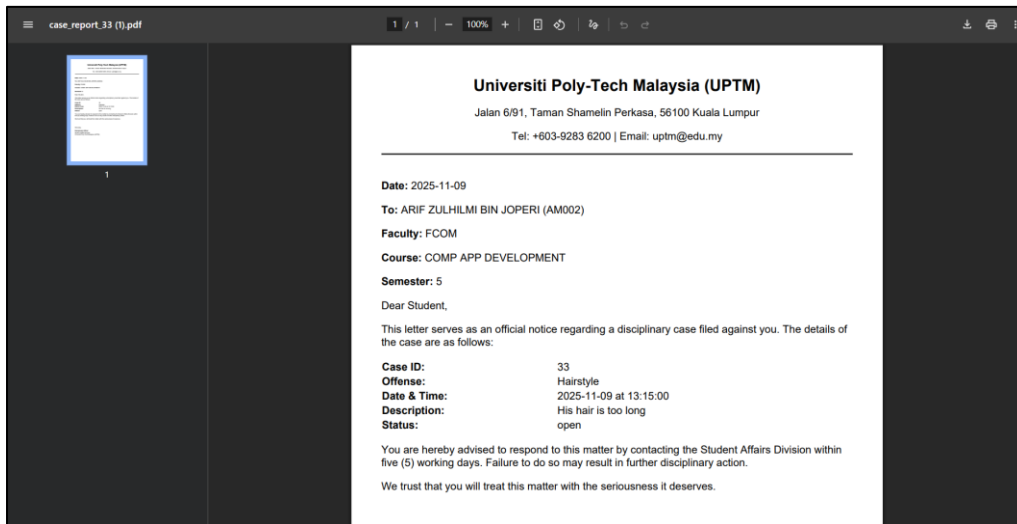 case_report_33 (1).pdf
1 / 1
100%
1
Universiti Poly-Tech Malaysia (UPTM)
Jalan 6/91, Taman Shamelin Perkasa, 56100 Kuala Lumpur
Tel: +603-9283 6200 | Email: uptm@edu.my
Date: 2025-11-09
To: ARIF ZULHILMI BIN JOPERI (AM002)
Faculty: FCOM
Course: COMP APP DEVELOPMENT
Semester: 5
Dear Student,
This letter serves as an official notice regarding a disciplinary case filed against you. The details of
the case are as follows:
Case ID: 33
Offense: Hairstyle
Date & Time: 2025-11-09 at 13:15:00
Description: His hair is too long
Status: open
You are hereby advised to respond to this matter by contacting the Student Affairs Division within
five (5) working days. Failure to do so may result in further disciplinary action.
We trust that you will treat this matter with the seriousness it deserves.